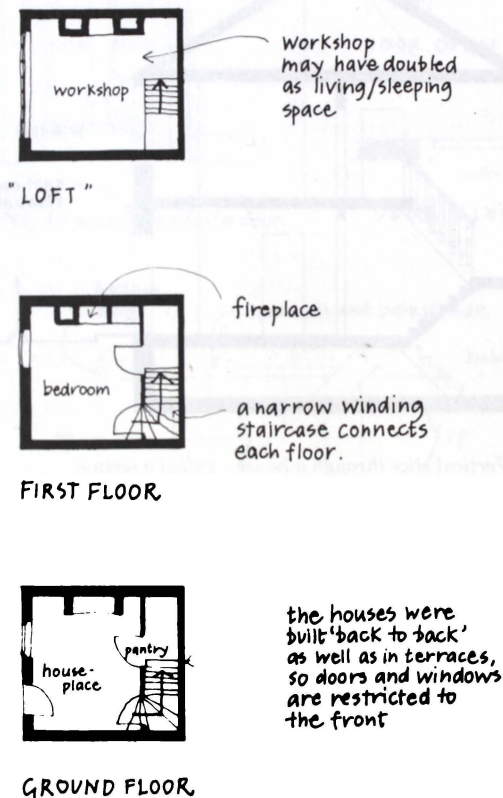 workshop
may have doubled
as living/sleeping
space
workshop
"LOFT"
fireplace
bedroom
a narrow winding
staircase connects
each floor.
FIRST FLOOR
the houses were
built 'back to back'
as well as in terraces,
so doors and windows
are restricted to
the front
pantry
house-
place
GROUND FLOOR